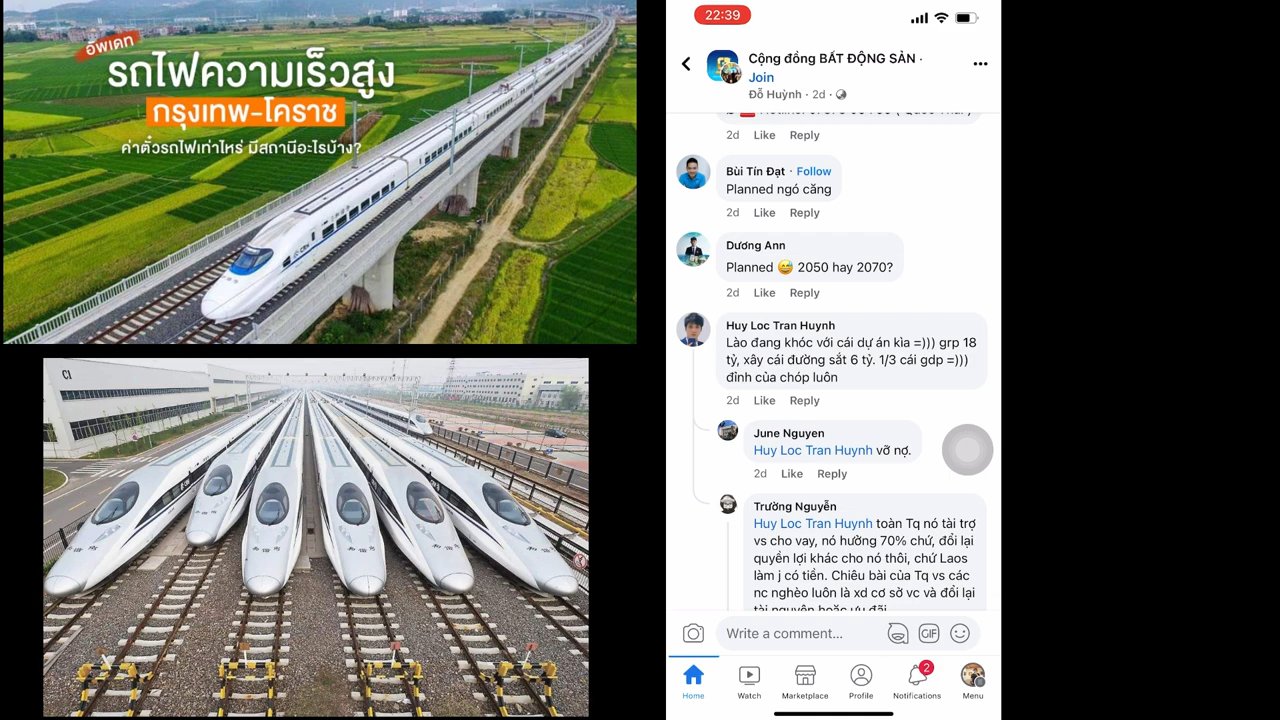 อัพเดท
รถไฟความเร็วสูง
กรุงเทพ-โคราช
ค่าตั๋วรถไฟเท่าไหร่ มีสถานีอะไรบ้าง?
CI
22:39
Cộng đồng BẤT ĐỘNG SẢN ·
Join
Đỗ Huỳnh · 2d ·
2d Like Reply
Bùi Tín Đạt · Follow
Planned ngó căng
2d Like Reply
Dương Ann
Planned 😅 2050 hay 2070?
2d Like Reply
Huy Loc Tran Huynh
Lào đang khóc với cái dự án kìa =))) grp 18
tỷ, xây cái đường sắt 6 tỷ. 1/3 cái gdp =)))
đỉnh của chóp luôn
2d Like Reply
June Nguyen
Huy Loc Tran Huynh vỡ nợ.
2d Like Reply
Trường Nguyễn
Huy Loc Tran Huynh toàn Tq nó tài trợ
vs cho vay, nó hưởng 70% chứ, đổi lại
quyền lợi khác cho nó thôi, chứ Laos
làm j có tiền. Chiêu bài của Tq vs các
nc nghèo luôn là xd cơ sở vc và đổi lại
tài nguyên hoặc ưu đãi
Write a comment...
GIF
2
Home
Watch
Marketplace
Profile
Notifications
Menu